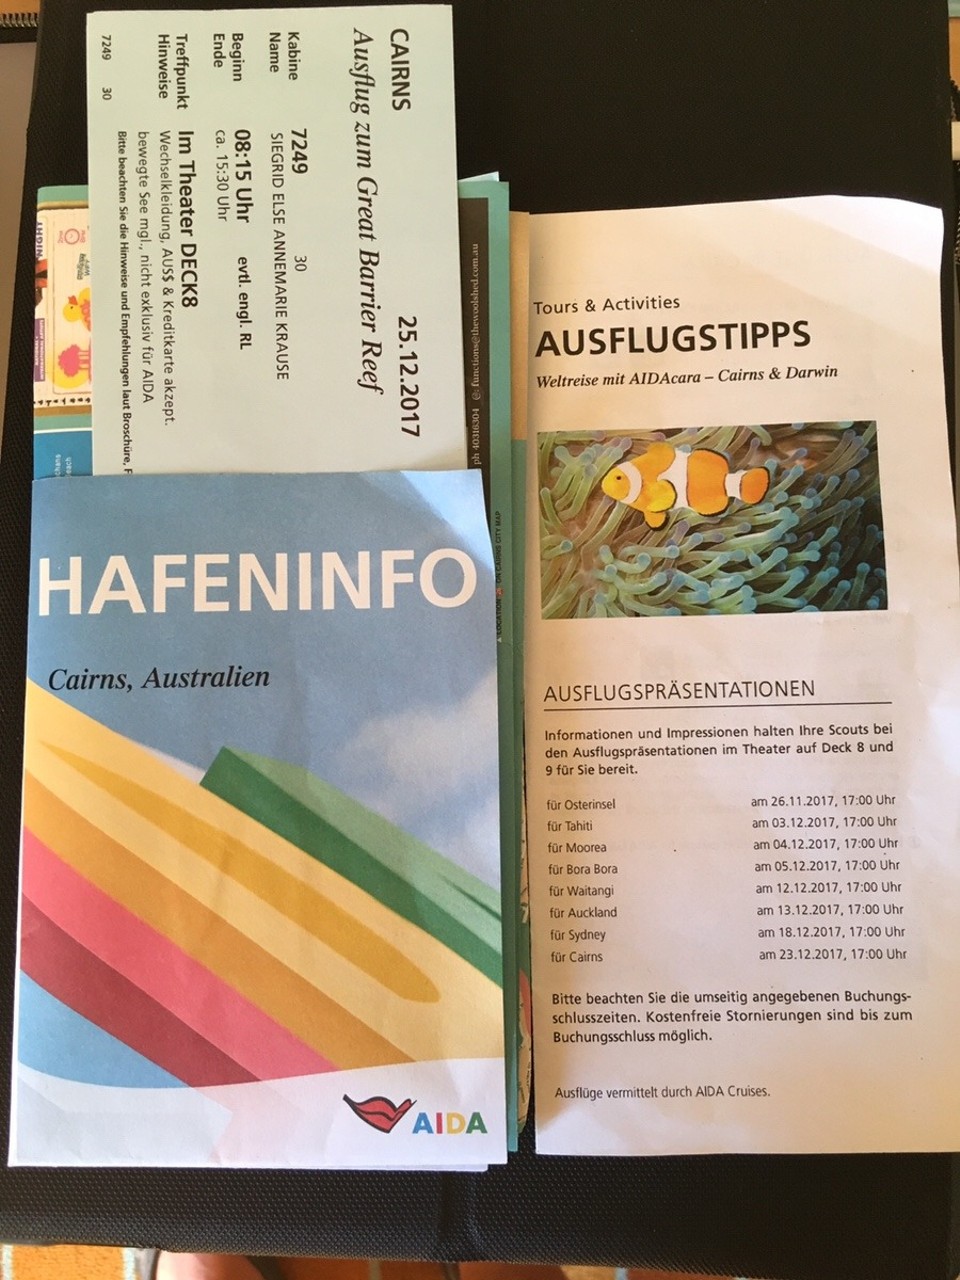 CAIRNS 25.12.2017
Ausflug zum Great Barrier Reef
Kabine 7249 30
Name SIEGRID ELSE ANNEMARIE KRAUSE
Beginn 08:15 Uhr evtl. engl. RL
Ende ca. 15:30 Uhr
Treffpunkt Im Theater DECK8
Hinweise Wechselkleidung, AUS$ & Kreditkarte akzept.
bewegte See mgl., nicht exklusiv für AIDA
Bitte beachten Sie die Hinweise und Empfehlungen laut Broschüre, F
7249 30
HAFENINFO
Cairns, Australien
AIDA
Tours & Activities
AUSFLUGSTIPPS
Weltreise mit AIDAcara – Cairns & Darwin
AUSFLUGSPRÄSENTATIONEN
Informationen und Impressionen halten Ihre Scouts bei
den Ausflugspräsentationen im Theater auf Deck 8 und
9 für Sie bereit.
für Osterinsel am 26.11.2017, 17:00 Uhr
für Tahiti am 03.12.2017, 17:00 Uhr
für Moorea am 04.12.2017, 17:00 Uhr
für Bora Bora am 05.12.2017, 17:00 Uhr
für Waitangi am 12.12.2017, 17:00 Uhr
für Auckland am 13.12.2017, 17:00 Uhr
für Sydney am 18.12.2017, 17:00 Uhr
für Cairns am 23.12.2017, 17:00 Uhr
Bitte beachten Sie die umseitig angegebenen Buchungs-
schlusszeiten. Kostenfreie Stornierungen sind bis zum
Buchungsschluss möglich.
Ausflüge vermittelt durch AIDA Cruises.